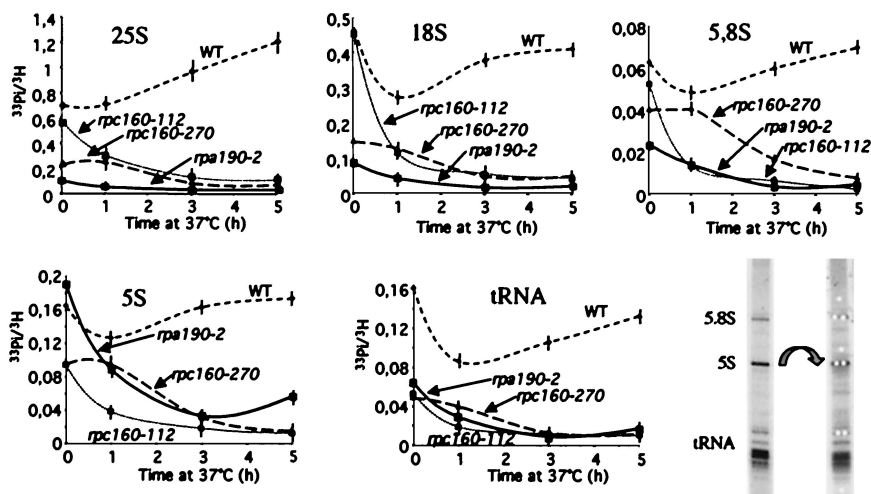 25S
1,4
1,2
1
0,8
0,6
0,4
0,2
0
³³Pi/³H
WT
rpc160-112
rpc160-270
rpa190-2
0 1 2 3 4 5
Time at 37°C (h)
18S
0,5
0,4
0,3
0,2
0,1
0
WT
rpc160-112
rpc160-270
rpa190-2
0 1 2 3 4 5
Time at 37°C (h)
5,8S
0,08
0,06
0,04
0,02
0
WT
rpc160-270
rpa190-2
rpc160-112
0 1 2 3 4 5
Time at 37°C (h)
5S
0,2
0,16
0,12
0,08
0,04
0
³³Pi/³H
WT
rpa190-2
rpc160-270
rpc160-112
0 1 2 3 4 5
Time at 37°C (h)
tRNA
0,16
0,12
0,08
0,04
0
³³Pi/³H
WT
rpa190-2
rpc160-270
rpc160-112
0 1 2 3 4 5
Time at 37°C (h)
5.8S
5S
tRNA